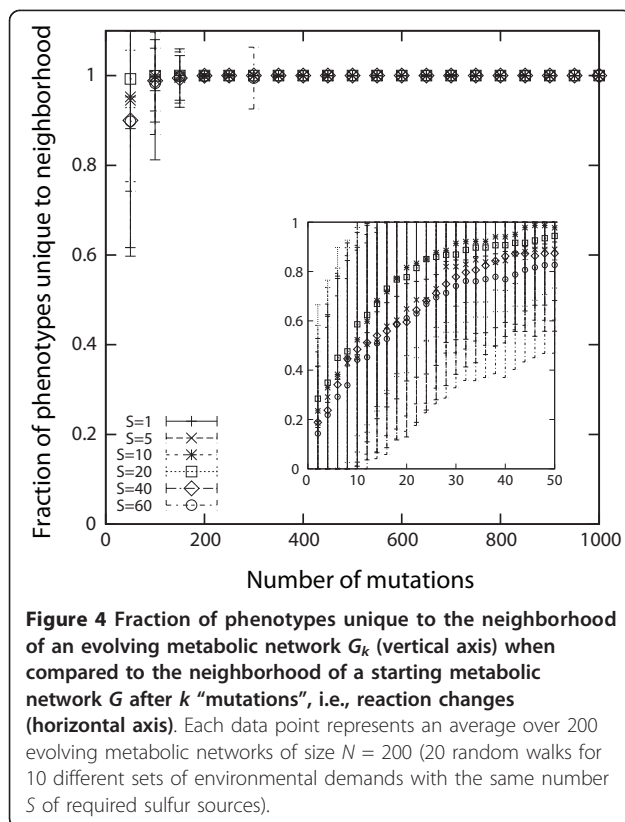 Fraction of phenotypes unique to neighborhood
1
0.8
0.6
0.4
0.2
0
S=1
S=5
S=10
S=20
S=40
S=60
1
0.8
0.6
0.4
0.2
0
0 10 20 30 40 50
0 200 400 600 800 1000
Number of mutations
Figure 4 Fraction of phenotypes unique to the neighborhood
of an evolving metabolic network Gk (vertical axis) when
compared to the neighborhood of a starting metabolic
network G after k “mutations”, i.e., reaction changes
(horizontal axis). Each data point represents an average over 200
evolving metabolic networks of size N = 200 (20 random walks for
10 different sets of environmental demands with the same number
S of required sulfur sources).